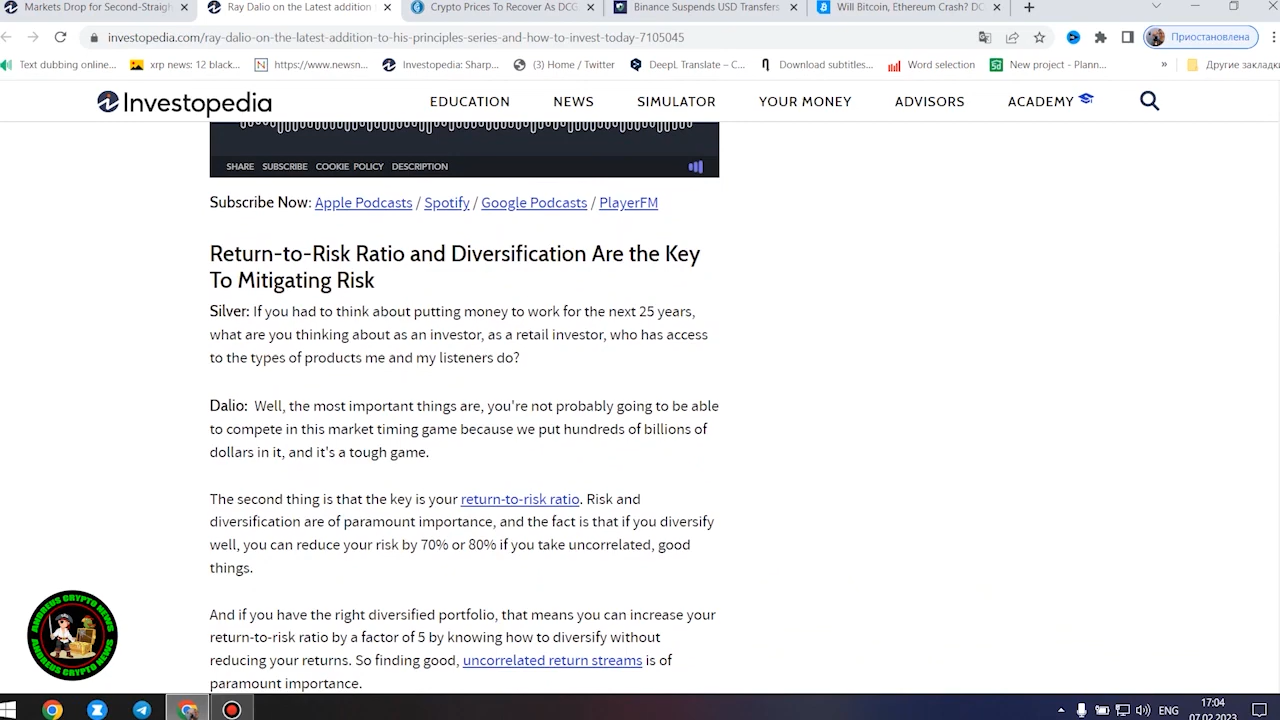 Markets Drop for Second-Straigh
Ray Dalio on the Latest addition
Crypto Prices To Recover As DCG
Binance Suspends USD Transfers
Will Bitcoin, Ethereum Crash? DC
investopedia.com/ray-dalio-on-the-latest-addition-to-his-principles-series-and-how-to-invest-today-7105045
Приостановлена
Text dubbing online...
xrp news: 12 black...
https://www.newsn...
Investopedia: Sharp...
(3) Home / Twitter
DeepL Translate – C...
Download subtitles...
Word selection
New project - Plann...
»
Другие закладки
Investopedia
EDUCATION
NEWS
SIMULATOR
YOUR MONEY
ADVISORS
ACADEMY
SHARE SUBSCRIBE COOKIE POLICY DESCRIPTION
Subscribe Now: Apple Podcasts / Spotify / Google Podcasts / PlayerFM
Return-to-Risk Ratio and Diversification Are the Key
To Mitigating Risk
Silver: If you had to think about putting money to work for the next 25 years,
what are you thinking about as an investor, as a retail investor, who has access
to the types of products me and my listeners do?
Dalio: Well, the most important things are, you're not probably going to be able
to compete in this market timing game because we put hundreds of billions of
dollars in it, and it's a tough game.
The second thing is that the key is your return-to-risk ratio. Risk and
diversification are of paramount importance, and the fact is that if you diversify
well, you can reduce your risk by 70% or 80% if you take uncorrelated, good
things.
And if you have the right diversified portfolio, that means you can increase your
return-to-risk ratio by a factor of 5 by knowing how to diversify without
reducing your returns. So finding good, uncorrelated return streams is of
paramount importance.
ANDREUS CRYPTO NEWS
ANDREUS CRYPTO NEWS
ENG
17:04
07.02.2023